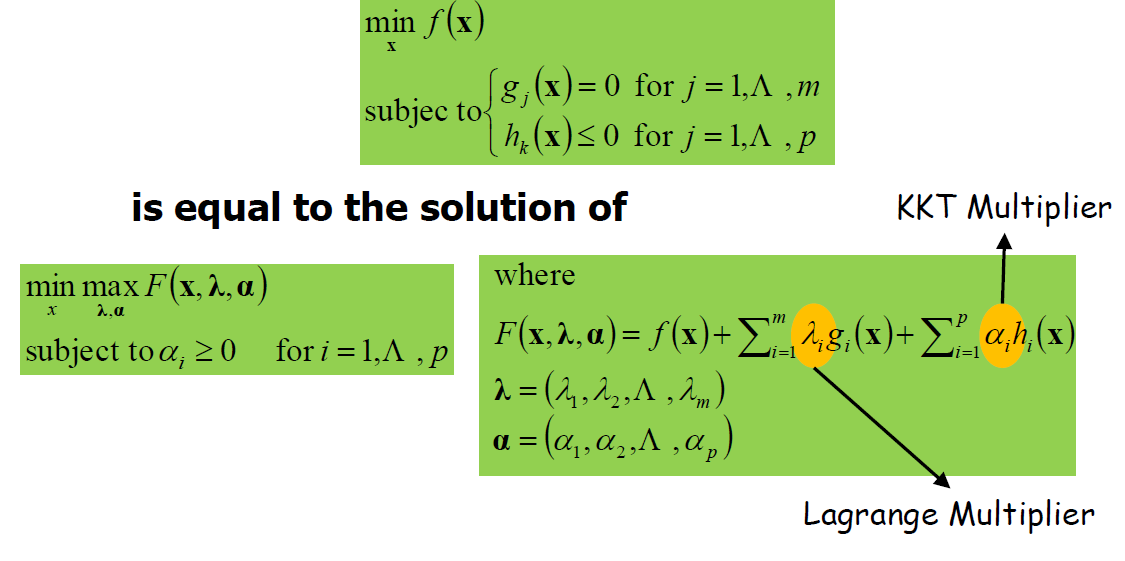 min f(x)
x
subjec to { g_j(x) = 0 for j = 1,Λ , m
h_k(x) ≤ 0 for j = 1,Λ , p
is equal to the solution of
KKT Multiplier
min max F(x, λ, α)
x λ,α
subject to α_i ≥ 0 for i = 1,Λ , p
where
F(x, λ, α) = f(x) + ∑_{i=1}^{m} λ_i g_i(x) + ∑_{i=1}^{p} α_i h_i(x)
λ = (λ_1, λ_2,Λ , λ_m)
α = (α_1, α_2,Λ , α_p)
Lagrange Multiplier